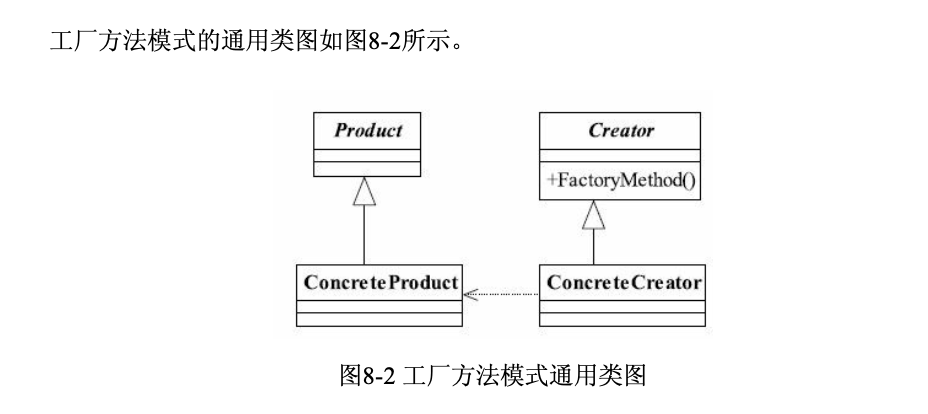 工厂方法模式的通用类图如图8-2所示。
Product
Creator
+FactoryMethod()
ConcreteProduct
ConcreteCreator
图8-2 工厂方法模式通用类图